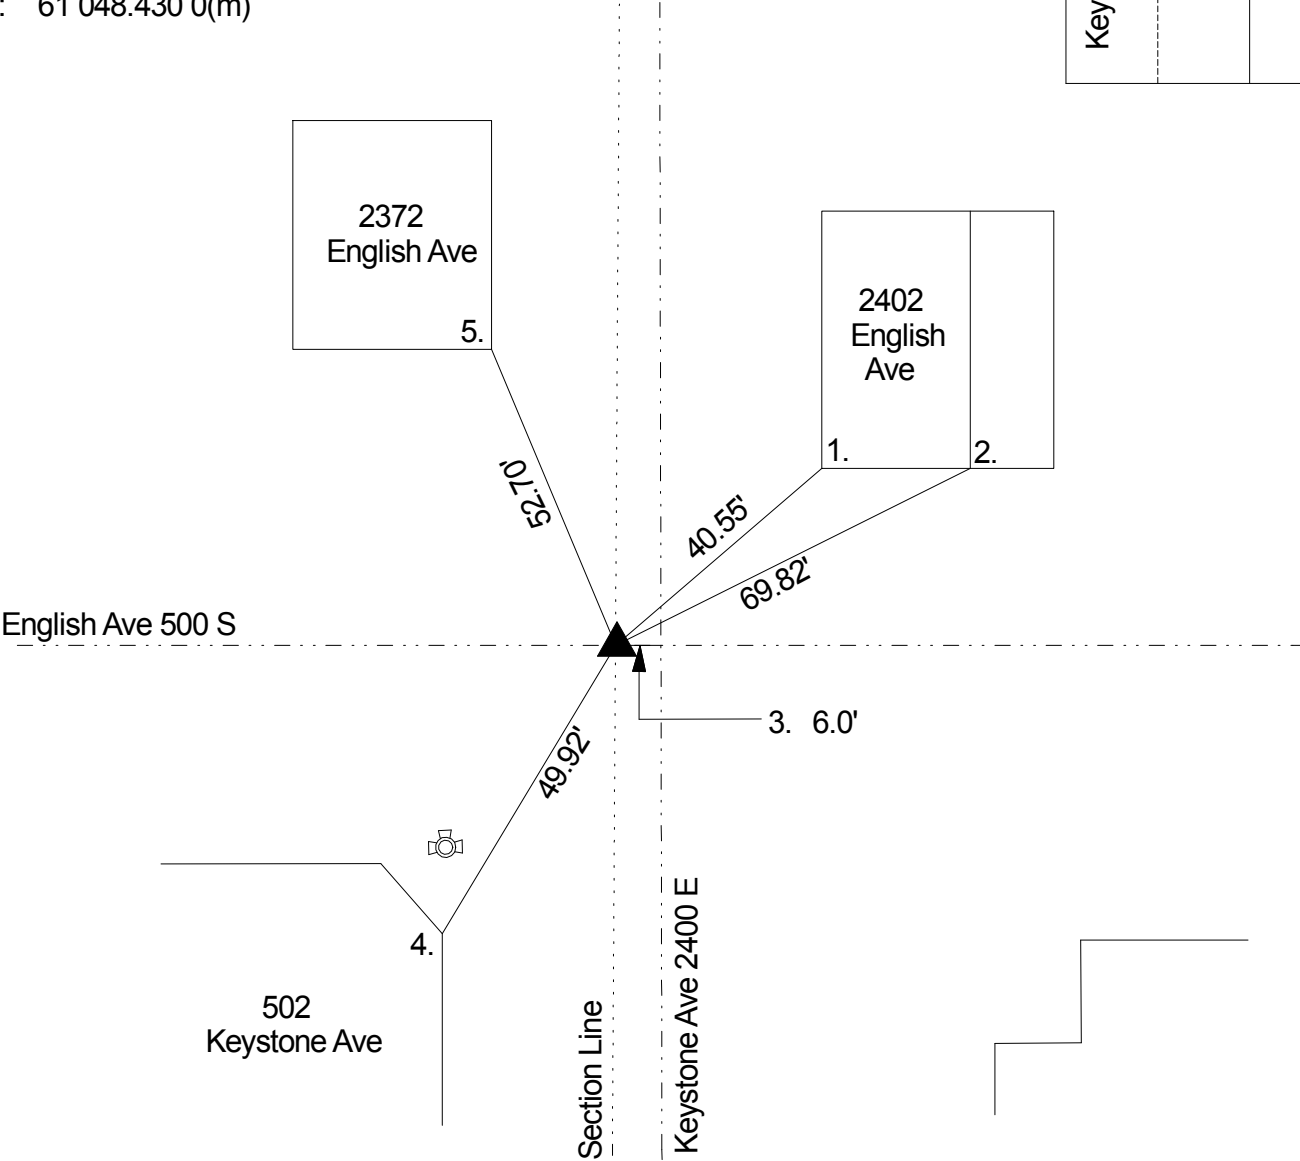 : 61 048.430 0(m)
Key
2372
English Ave
5.
2402
English
Ave
1.
2.
52.70'
40.55'
69.82'
English Ave 500 S
3. 6.0'
49.92'
4.
502
Keystone Ave
Section Line
Keystone Ave 2400 E